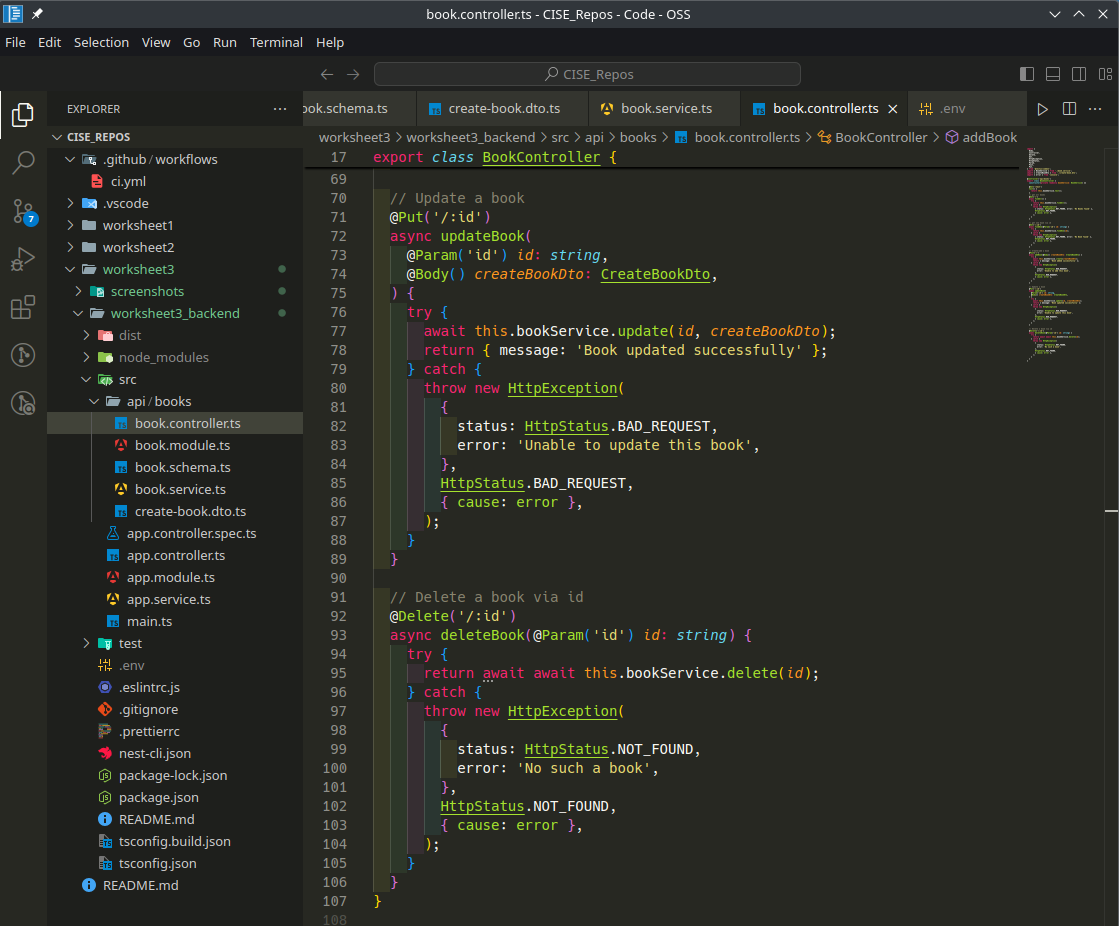 book.controller.ts - CISE_Repos - Code - OSS
File Edit Selection View Go Run Terminal Help
CISE_Repos
EXPLORER
CISE_REPOS
.github / workflows
ci.yml
.vscode
worksheet1
worksheet2
worksheet3
screenshots
worksheet3_backend
dist
node_modules
src
api / books
book.controller.ts
book.module.ts
book.schema.ts
book.service.ts
create-book.dto.ts
app.controller.spec.ts
app.controller.ts
app.module.ts
app.service.ts
main.ts
test
.env
.eslintrc.js
.gitignore
.prettierrc
nest-cli.json
package-lock.json
package.json
README.md
tsconfig.build.json
tsconfig.json
README.md
7
ook.schema.ts create-book.dto.ts book.service.ts book.controller.ts .env
worksheet3 > worksheet3_backend > src > api > books > book.controller.ts > BookController > addBook
17 export class BookController {
69
70 // Update a book
71 @Put('/:id')
72 async updateBook(
73 @Param('id') id: string,
74 @Body() createBookDto: CreateBookDto,
75 ) {
76 try {
77 await this.bookService.update(id, createBookDto);
78 return { message: 'Book updated successfully' };
79 } catch {
80 throw new HttpException(
81 {
82 status: HttpStatus.BAD_REQUEST,
83 error: 'Unable to update this book',
84 },
85 HttpStatus.BAD_REQUEST,
86 { cause: error },
87 );
88 }
89 }
90
91 // Delete a book via id
92 @Delete('/:id')
93 async deleteBook(@Param('id') id: string) {
94 try {
95 return await await this.bookService.delete(id);
96 } catch {
97 throw new HttpException(
98 {
99 status: HttpStatus.NOT_FOUND,
100 error: 'No such a book',
101 },
102 HttpStatus.NOT_FOUND,
103 { cause: error },
104 );
105 }
106 }
107 }
108